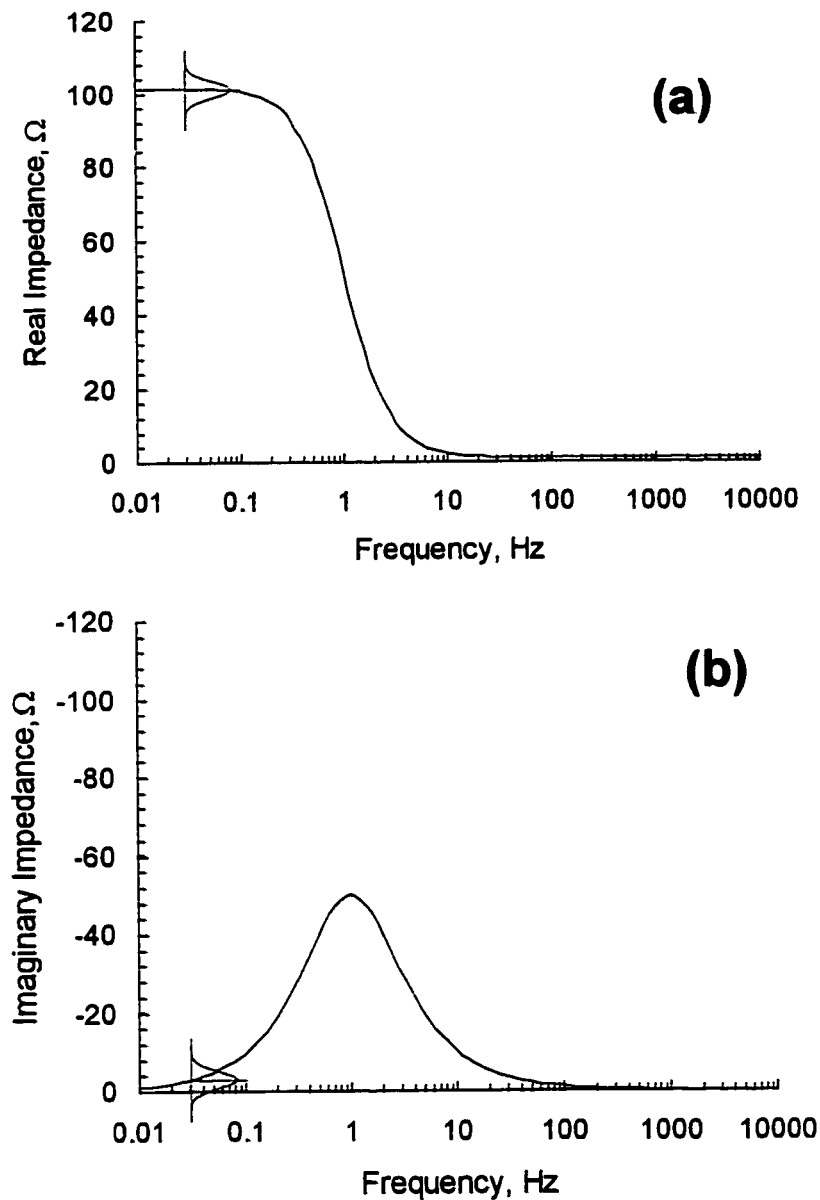 120
100
80
60
40
20
0
Real Impedance, Ω
(a)
0.01 0.1 1 10 100 1000 10000
Frequency, Hz
-120
-100
-80
-60
-40
-20
0
Imaginary Impedance, Ω
(b)
0.01 0.1 1 10 100 1000 10000
Frequency, Hz